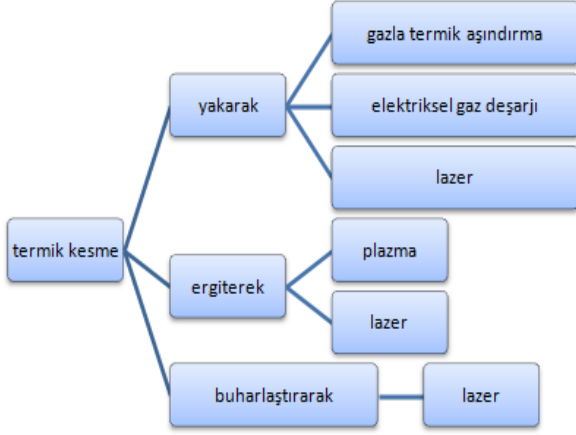 gazla termik aşındırma
yakarak
elektriksel gaz deşarjı
lazer
termik kesme
ergiterek
plazma
lazer
buharlaştırarak
lazer